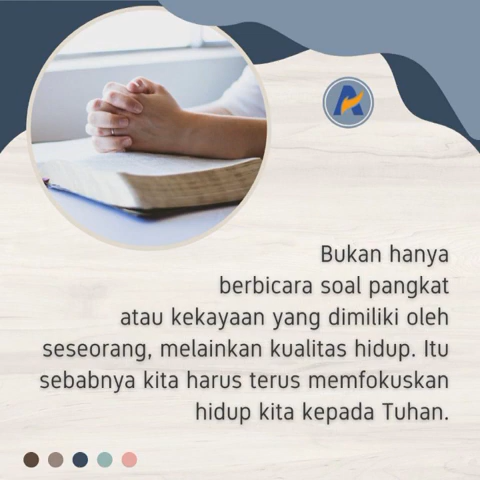 Bukan hanya
berbicara soal pangkat
atau kekayaan yang dimiliki oleh
seseorang, melainkan kualitas hidup. Itu
sebabnya kita harus terus memfokuskan
hidup kita kepada Tuhan.